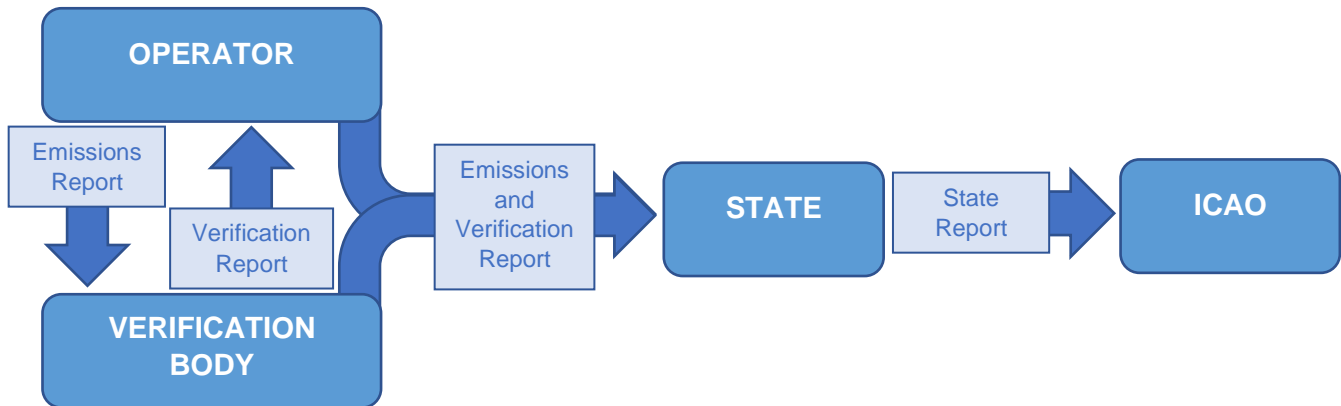 OPERATOR
Emissions
Report
Verification
Report
VERIFICATION
BODY
Emissions
and
Verification
Report
STATE
State
Report
ICAO